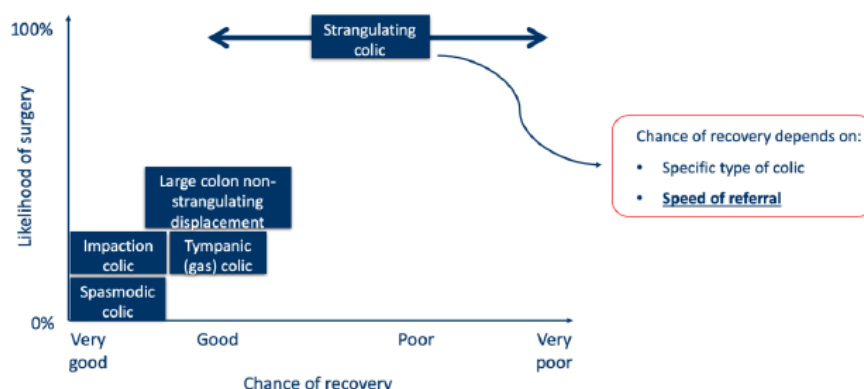 100%
Likelihood of surgery
0%
Strangulating
colic
Large colon non-
strangulating
displacement
Impaction
colic
Tympanic
(gas) colic
Spasmodic
colic
Very
good
Good
Poor
Very
poor
Chance of recovery
Chance of recovery depends on:
• Specific type of colic
• Speed of referral